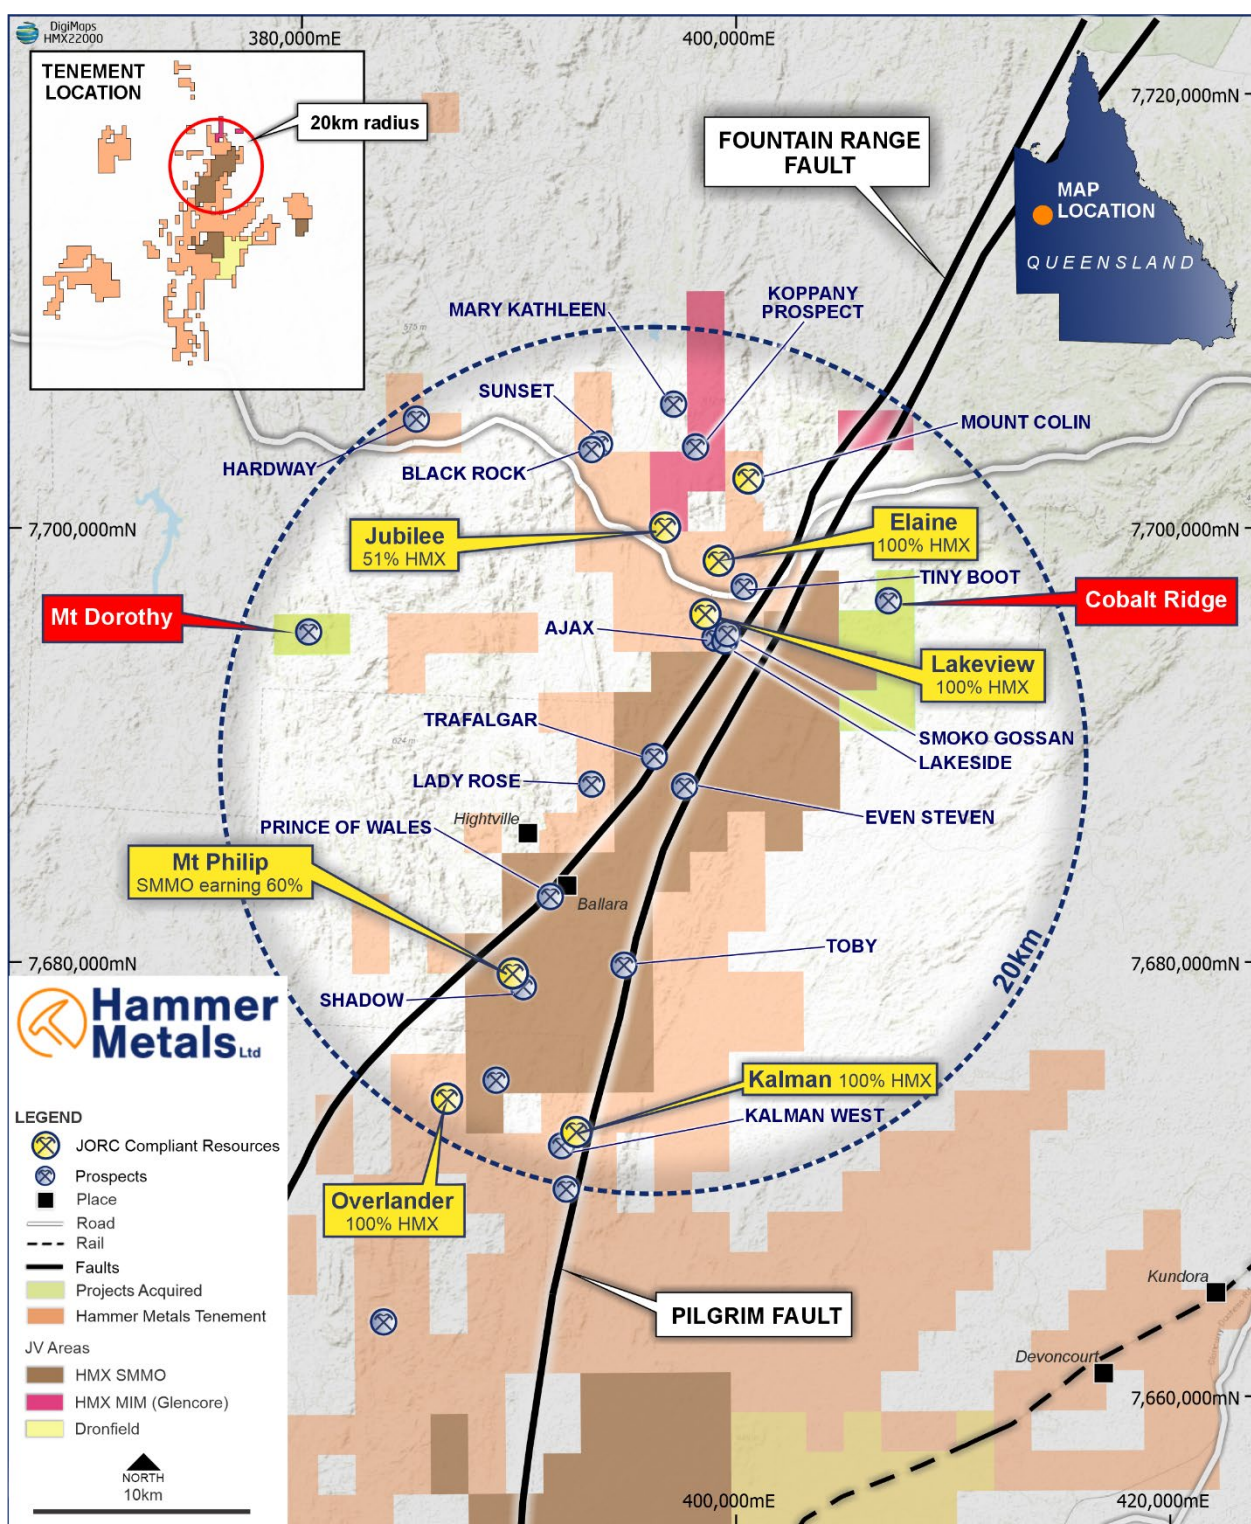 DigiMaps
HMX22000
380,000mE
400,000mE
7,720,000mN
TENEMENT
LOCATION
20km radius
FOUNTAIN RANGE
FAULT
MAP
LOCATION
QUEENSLAND
MARY KATHLEEN
KOPPANY
PROSPECT
575 m
SUNSET
MOUNT COLIN
HARDWAY
BLACK ROCK
7,700,000mN
7,700,000mN
Jubilee
51% HMX
Elaine
100% HMX
TINY BOOT
Mt Dorothy
Cobalt Ridge
AJAX
Lakeview
100% HMX
TRAFALGAR
624 m
SMOKO GOSSAN
LAKESIDE
LADY ROSE
Hightville
EVEN STEVEN
PRINCE OF WALES
Mt Philip
SMMO earning 60%
Ballara
TOBY
7,680,000mN
7,680,000mN
20km
SHADOW
Hammer
Metals Ltd
Kalman 100% HMX
KALMAN WEST
Overlander
100% HMX
LEGEND
JORC Compliant Resources
Prospects
Place
Road
Rail
Faults
Projects Acquired
Hammer Metals Tenement
JV Areas
HMX SMMO
HMX MIM (Glencore)
Dronfield
NORTH
10km
PILGRIM FAULT
Kundora
Devoncourt
7,660,000mN
400,000mE
420,000mE